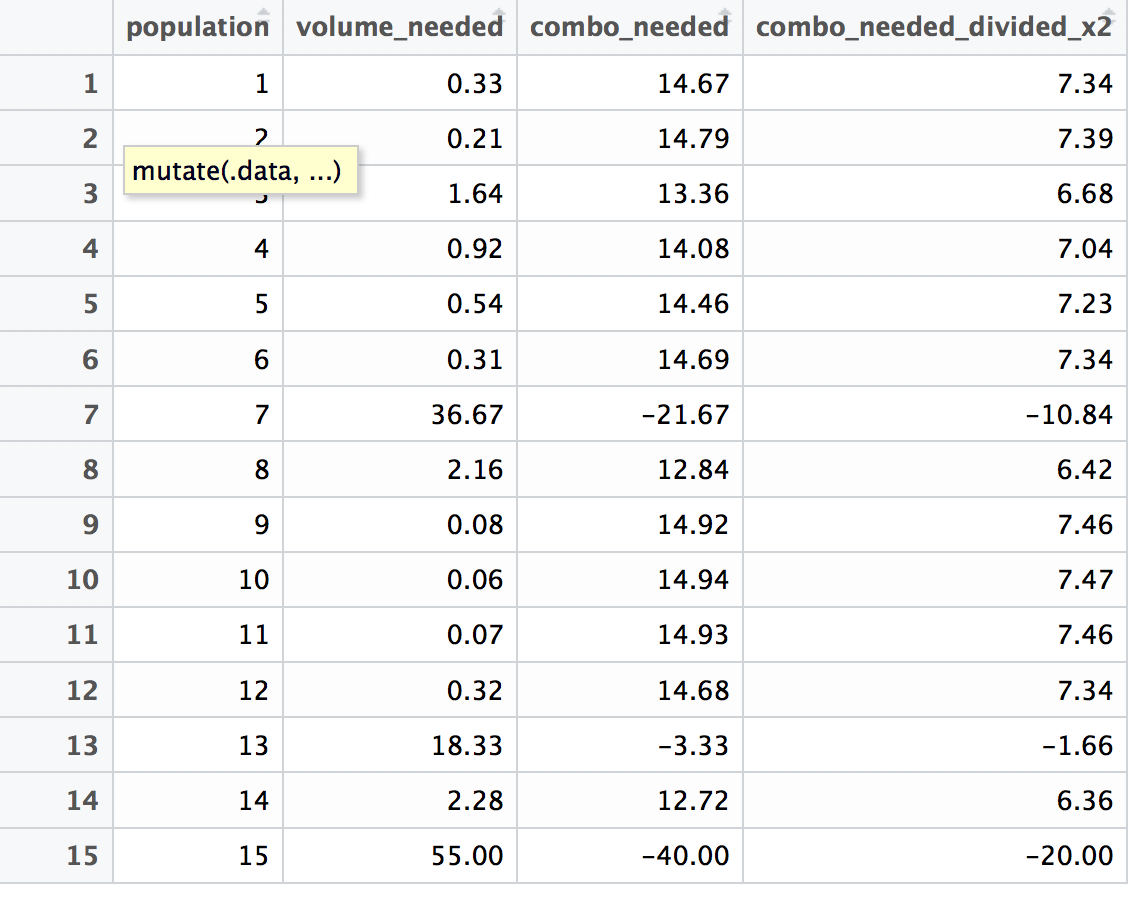 population volume_needed combo_needed combo_needed_divided_x2
1 1 0.33 14.67 7.34
2 2 0.21 14.79 7.39
mutate(.data, ...)
3 3 1.64 13.36 6.68
4 4 0.92 14.08 7.04
5 5 0.54 14.46 7.23
6 6 0.31 14.69 7.34
7 7 36.67 -21.67 -10.84
8 8 2.16 12.84 6.42
9 9 0.08 14.92 7.46
10 10 0.06 14.94 7.47
11 11 0.07 14.93 7.46
12 12 0.32 14.68 7.34
13 13 18.33 -3.33 -1.66
14 14 2.28 12.72 6.36
15 15 55.00 -40.00 -20.00